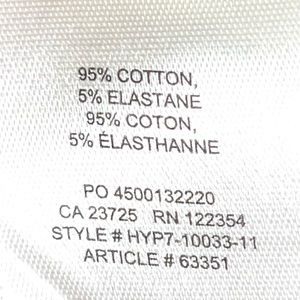 95% COTTON,
5% ELASTANE
95% COTON,
5% ÉLASTHANNE
PO 4500132220
CA 23725 RN 122354
STYLE # HYP7-10033-11
ARTICLE # 63351